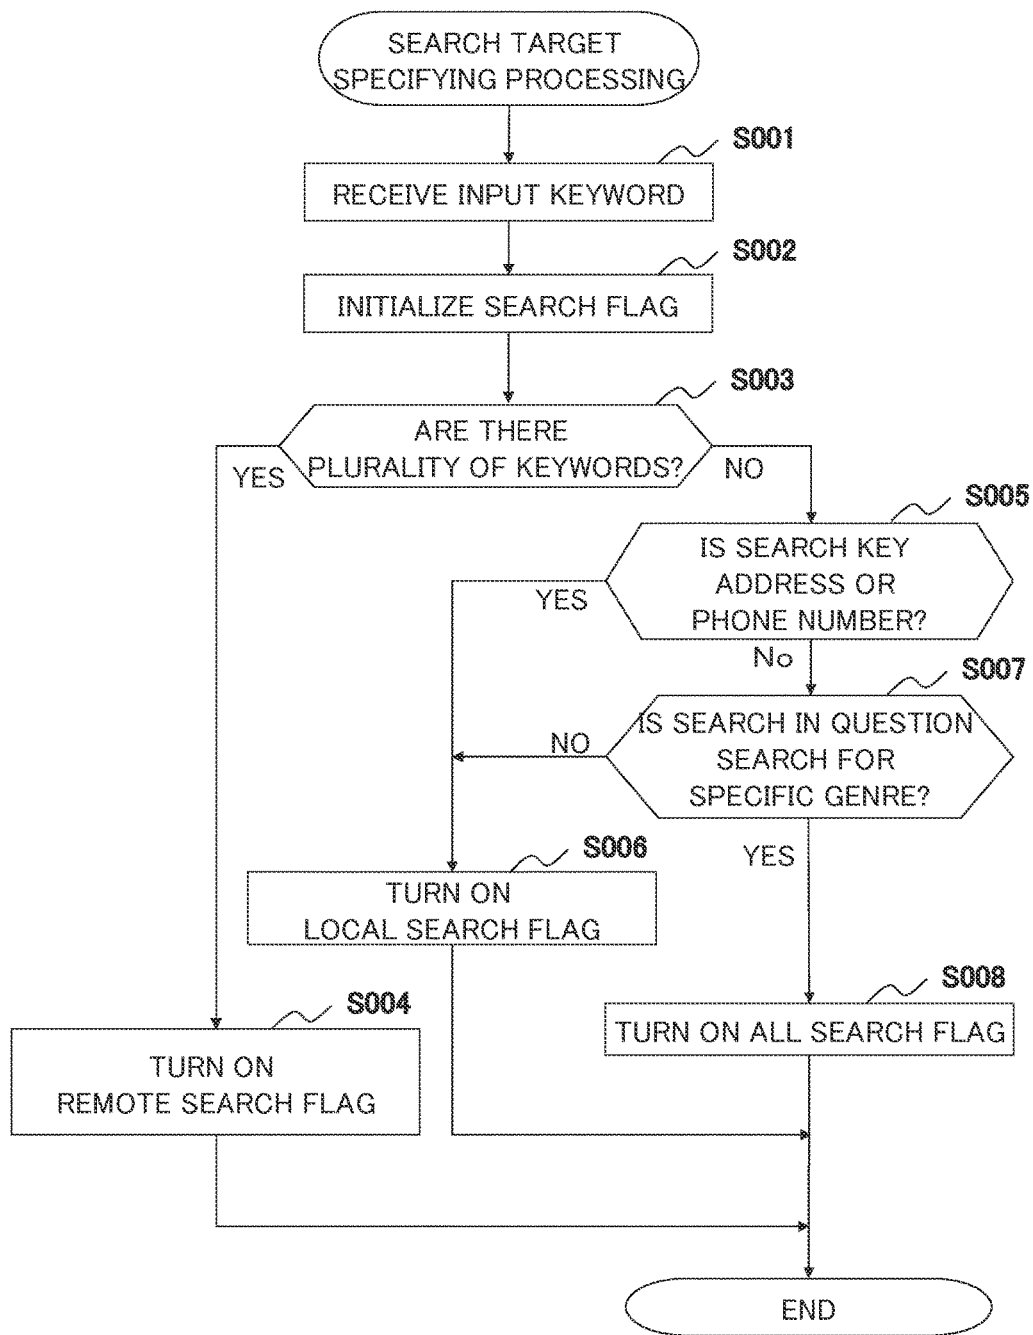 SEARCH TARGET
SPECIFYING PROCESSING
S001
RECEIVE INPUT KEYWORD
S002
INITIALIZE SEARCH FLAG
S003
ARE THERE
PLURALITY OF KEYWORDS?
YES
NO
S005
IS SEARCH KEY
ADDRESS OR
PHONE NUMBER?
YES
No
S007
IS SEARCH IN QUESTION
SEARCH FOR
SPECIFIC GENRE?
NO
YES
S006
TURN ON
LOCAL SEARCH FLAG
S008
TURN ON ALL SEARCH FLAG
S004
TURN ON
REMOTE SEARCH FLAG
END